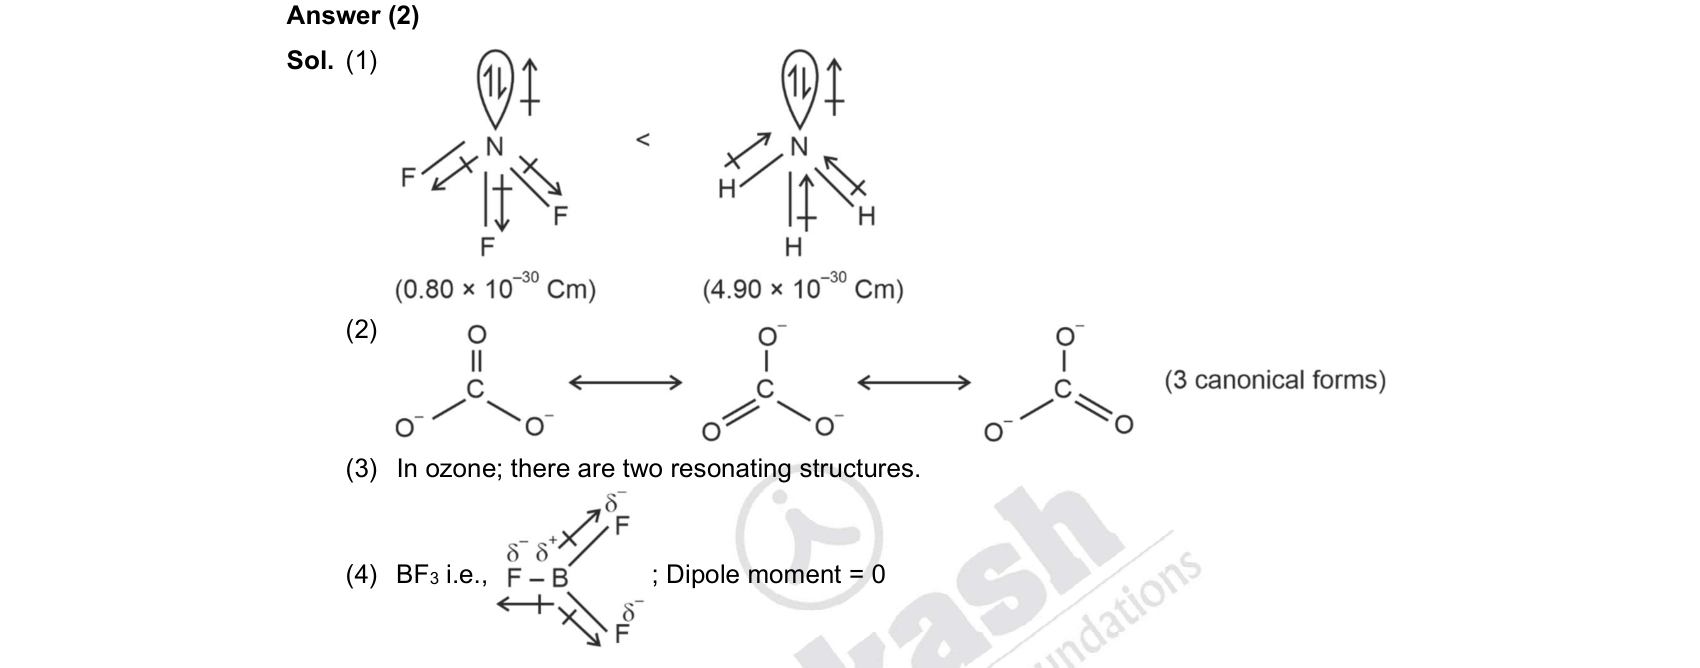 Answer (2)
Sol. (1)
N N
F < H
F H
F H
(0.80 × 10⁻³⁰ Cm) (4.90 × 10⁻³⁰ Cm)
(2) O O⁻ O⁻
C C C (3 canonical forms)
O⁻ O⁻ O O⁻ O⁻ O
(3) In ozone; there are two resonating structures.
δ⁻
F
δ⁻ δ⁺
(4) BF₃ i.e., F – B ; Dipole moment = 0
δ⁻
F
kash
undations